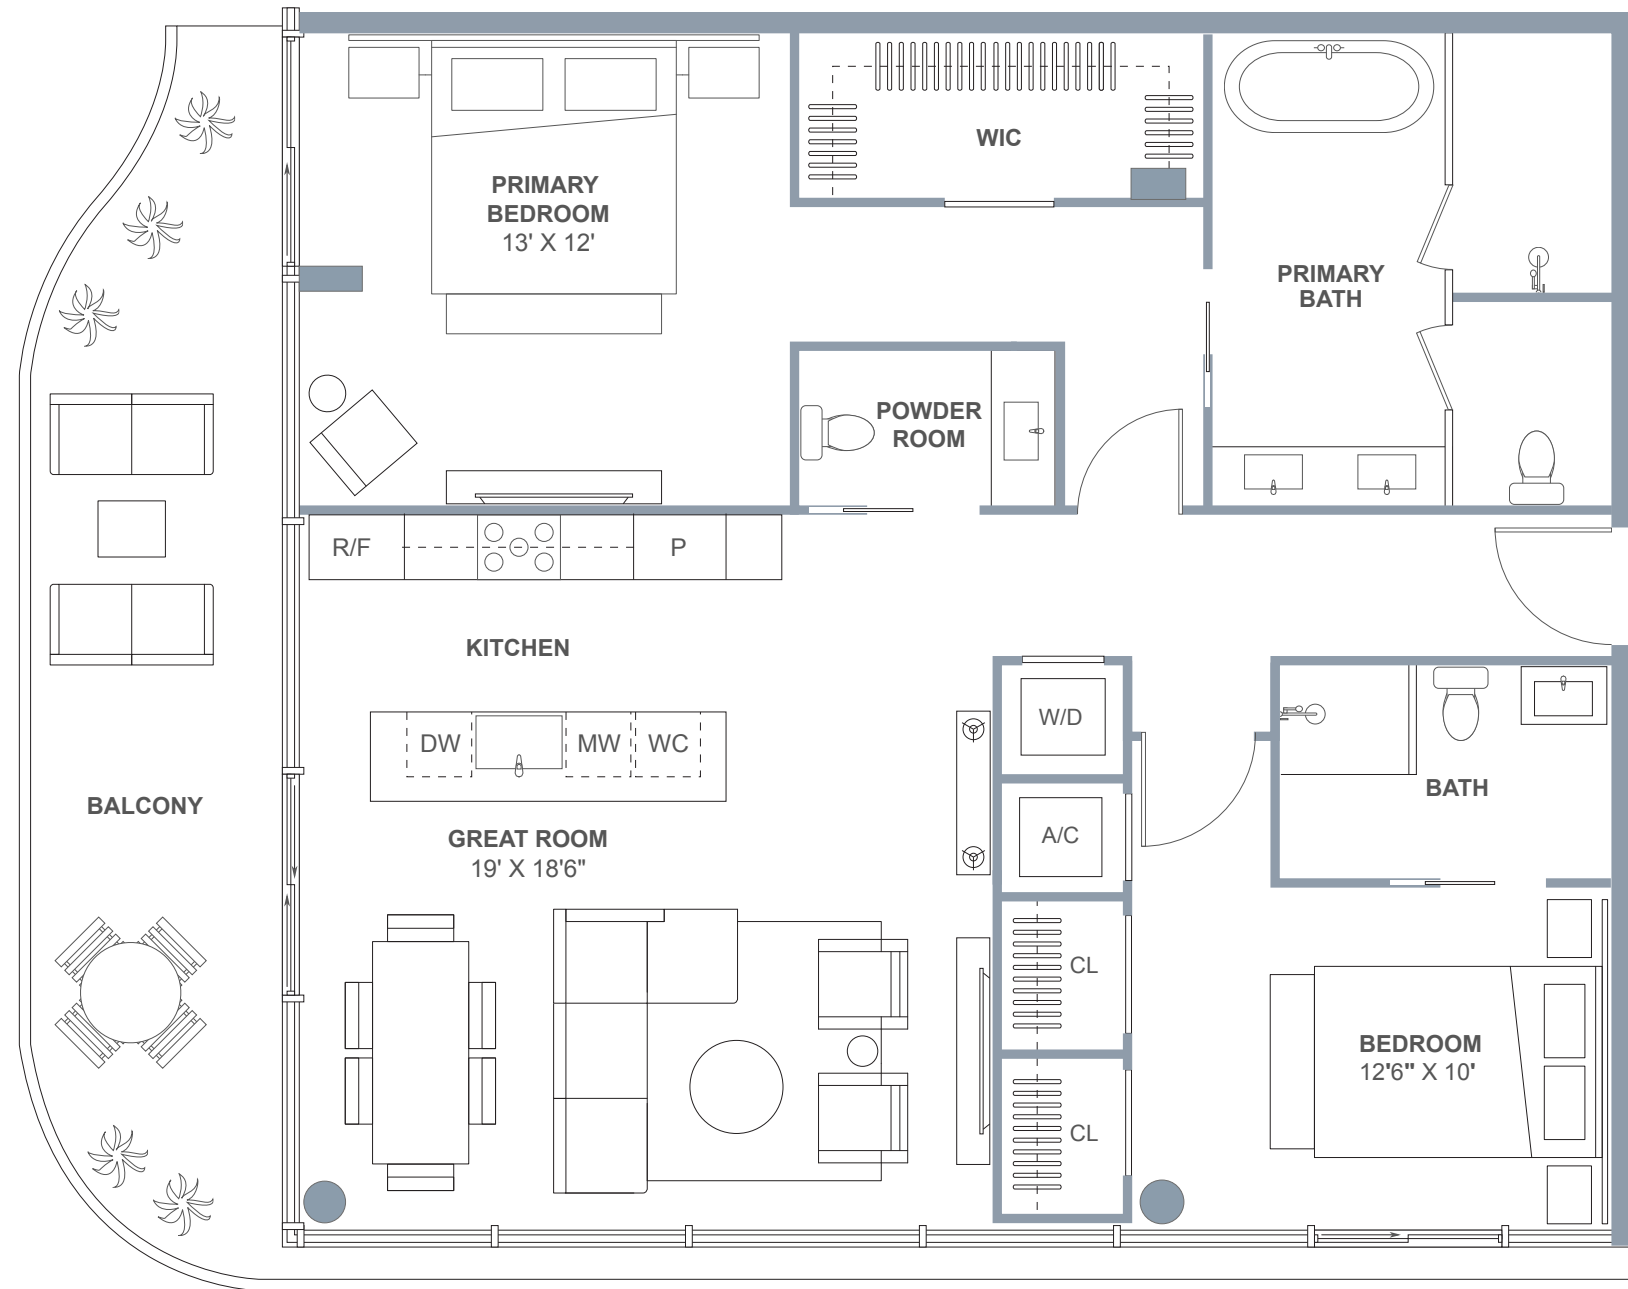 WIC
PRIMARY
BEDROOM
13' X 12'
PRIMARY
BATH
POWDER
ROOM
R/F
P
KITCHEN
W/D
DW
MW
WC
BATH
BALCONY
GREAT ROOM
19' X 18'6"
A/C
CL
BEDROOM
12'6" X 10'
CL